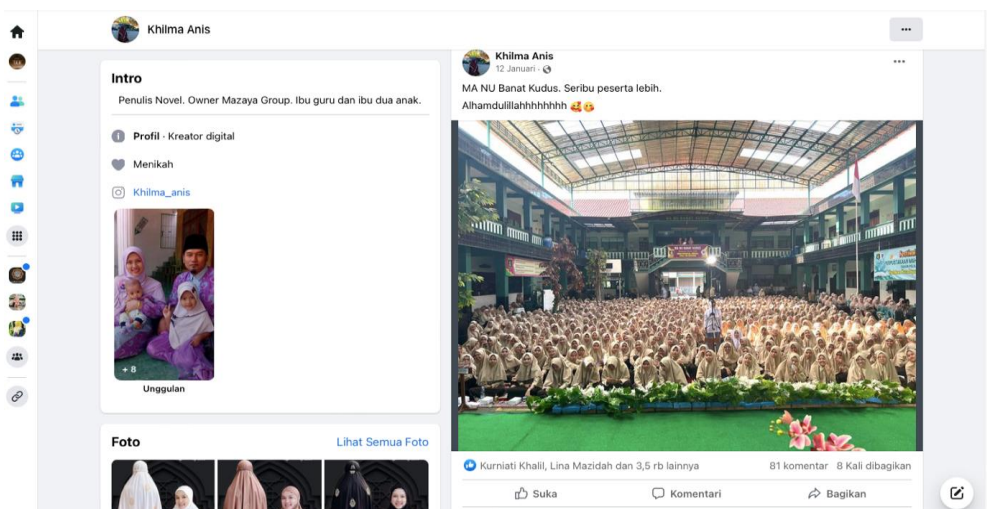 Khilma Anis
Intro
Penulis Novel. Owner Mazaya Group. Ibu guru dan ibu dua anak.
Profil · Kreator digital
Menikah
Khilma_anis
+ 8
Unggulan
Foto
Lihat Semua Foto
Khilma Anis
12 Januari ·
MA NU Banat Kudus. Seribu peserta lebih.
Alhamdulillahhhhhhhh 🥰😘
Kurniati Khalil, Lina Mazidah dan 3,5 rb lainnya
81 komentar 8 Kali dibagikan
Suka
Komentari
Bagikan